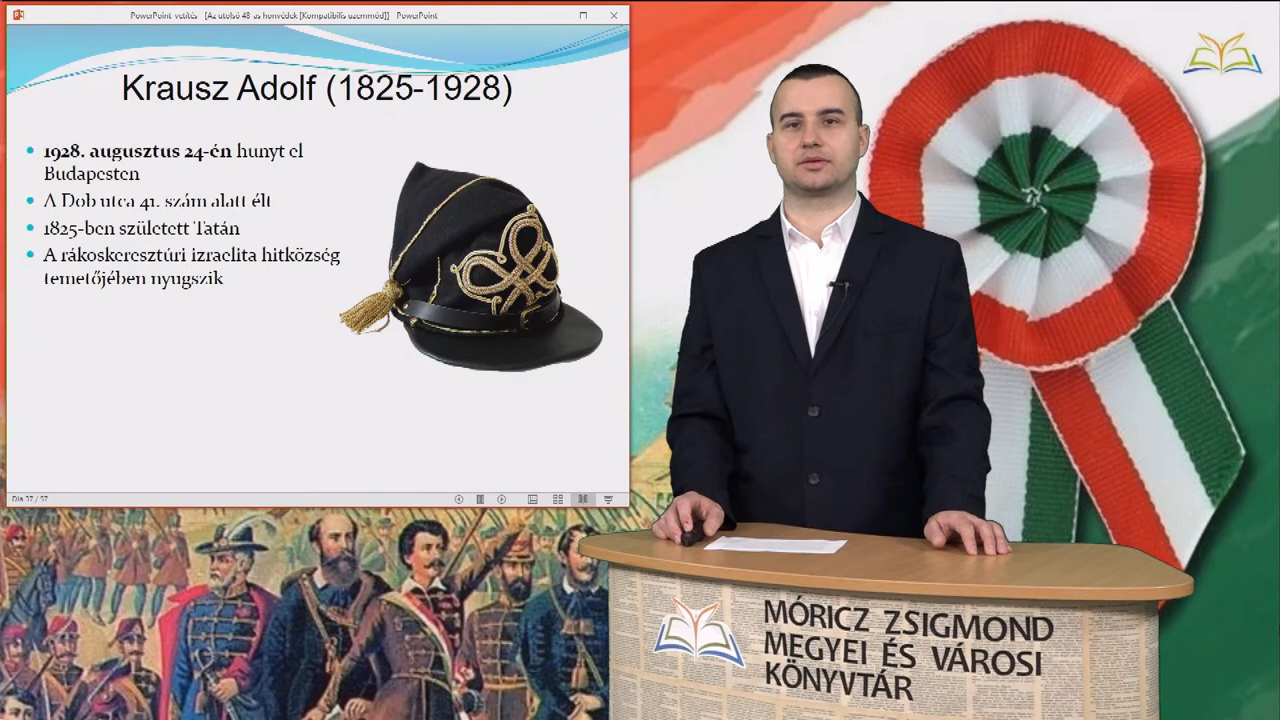 PowerPoint-vetítés - [Az utolsó 48-as honvédek [Kompatibilis üzemmód]] - PowerPoint
Krausz Adolf (1825-1928)
1928. augusztus 24-én hunyt el
Budapesten
A Dob utca 41. szám alatt élt
1825-ben született Tatán
A rákoskeresztúri izraelita hitközség
temetőjében nyugszik
Dia 37 / 57
MÓRICZ ZSIGMOND
MEGYEI ÉS VÁROSI
KÖNYVTÁR